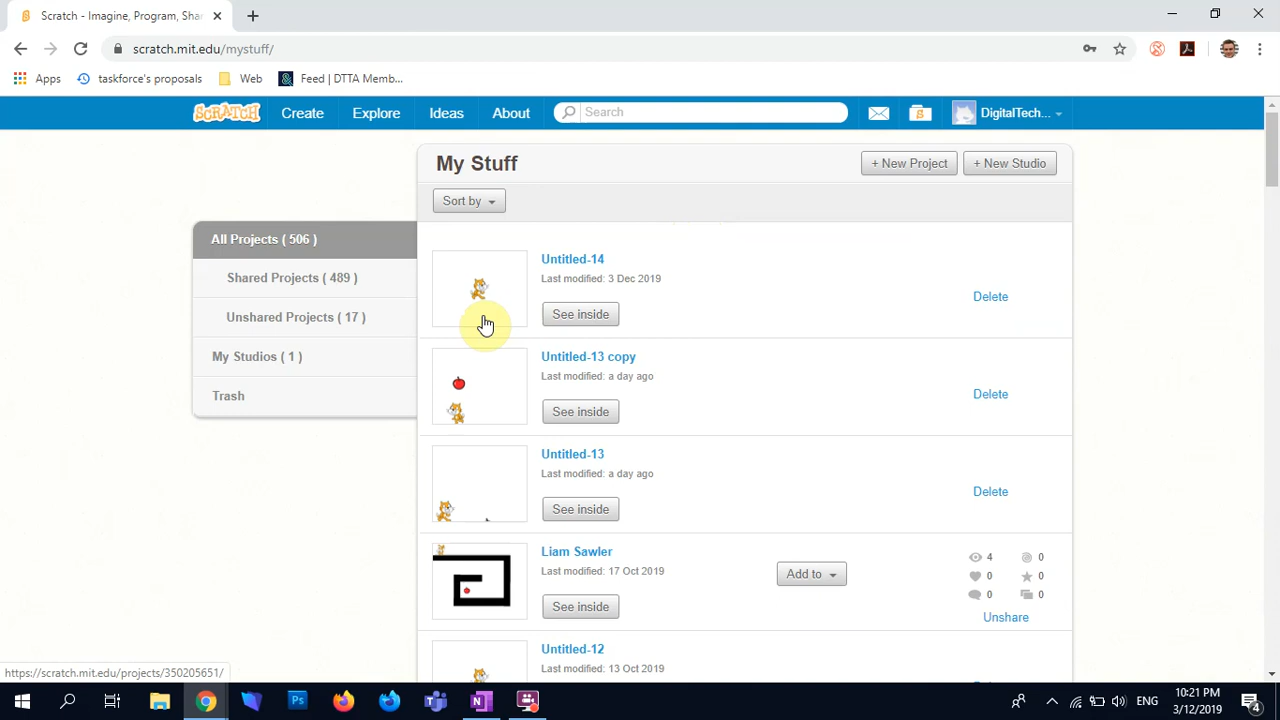 Scratch - Imagine, Program, Sha
scratch.mit.edu/mystuff/
Apps taskforce's proposals Web Feed | DTTA Memb...
SCRATCH Create Explore Ideas About Search DigitalTech...
My Stuff + New Project + New Studio
Sort by
All Projects ( 506 )
Shared Projects ( 489 )
Unshared Projects ( 17 )
My Studios ( 1 )
Trash
Untitled-14
Last modified: 3 Dec 2019
See inside
Delete
Untitled-13 copy
Last modified: a day ago
See inside
Delete
Untitled-13
Last modified: a day ago
See inside
Delete
Liam Sawler
Last modified: 17 Oct 2019
See inside
Add to
4 0
0 0
0 0
Unshare
Untitled-12
Last modified: 13 Oct 2019
https://scratch.mit.edu/projects/350205651/
ENG
10:21 PM
3/12/2019
4